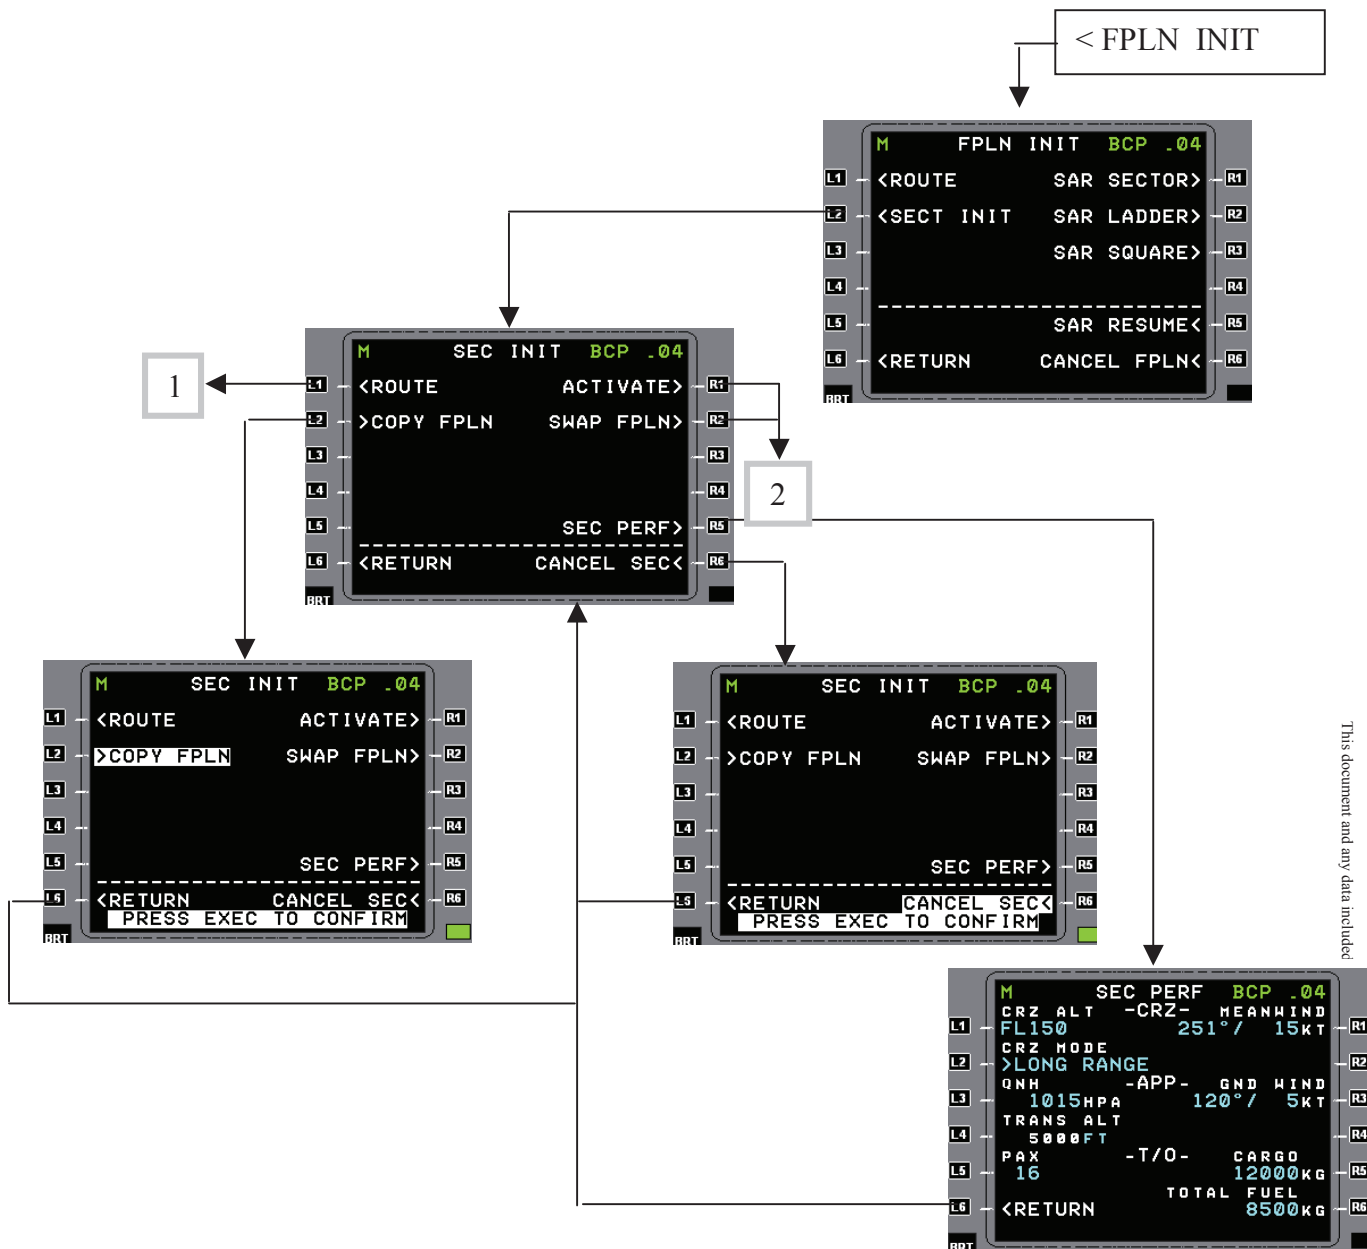 < FPLN INIT
M FPLN INIT BCP .04
L1 <ROUTE SAR SECTOR> R1
L2 <SECT INIT SAR LADDER> R2
L3 SAR SQUARE> R3
L4 R4
L5 SAR RESUME< R5
L6 <RETURN CANCEL FPLN< R6
BRT
1
M SEC INIT BCP .04
L1 <ROUTE ACTIVATE> R1
L2 >COPY FPLN SWAP FPLN> R2
L3 R3
L4 R4
L5 SEC PERF> R5
L6 <RETURN CANCEL SEC< R6
BRT
2
M SEC INIT BCP .04
L1 <ROUTE ACTIVATE> R1
L2 >COPY FPLN SWAP FPLN> R2
L3 R3
L4 R4
L5 SEC PERF> R5
L6 <RETURN CANCEL SEC< R6
PRESS EXEC TO CONFIRM
BRT
M SEC INIT BCP .04
L1 <ROUTE ACTIVATE> R1
L2 >COPY FPLN SWAP FPLN> R2
L3 R3
L4 R4
L5 SEC PERF> R5
L6 <RETURN CANCEL SEC< R6
PRESS EXEC TO CONFIRM
BRT
M SEC PERF BCP .04
CRZ ALT -CRZ- MEANWIND
L1 FL150 251°/ 15KT R1
CRZ MODE
L2 >LONG RANGE R2
QNH -APP- GND WIND
L3 1015HPA 120°/ 5KT R3
TRANS ALT
L4 5000FT R4
PAX -T/O- CARGO
L5 16 12000KG R5
TOTAL FUEL
L6 <RETURN 8500KG R6
BRT
This document and any data included